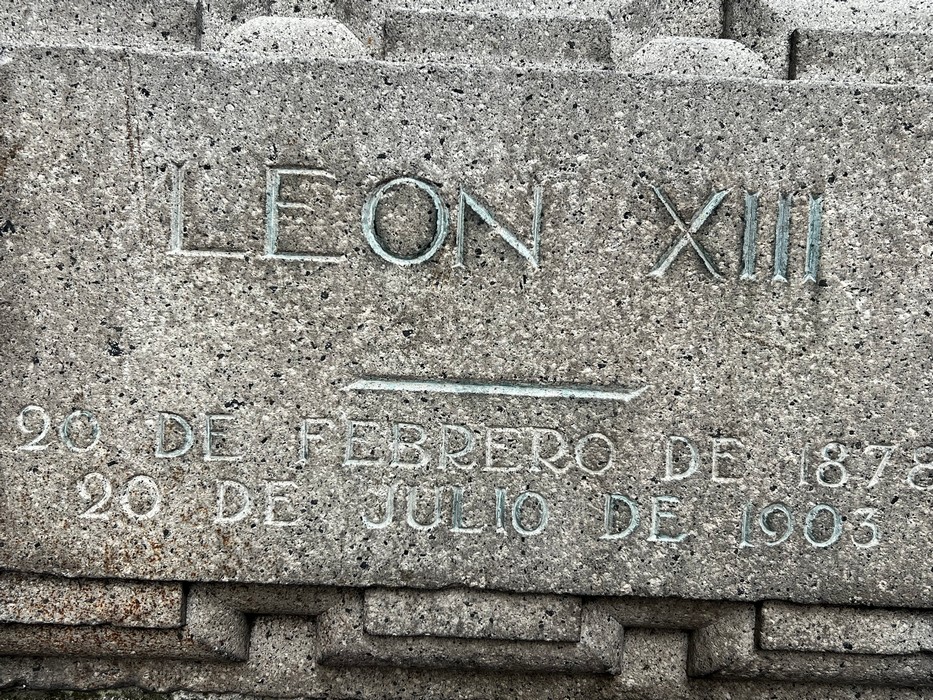 LEON XIII
20 DE FEBRERO DE 1878
20 DE JULIO DE 1903